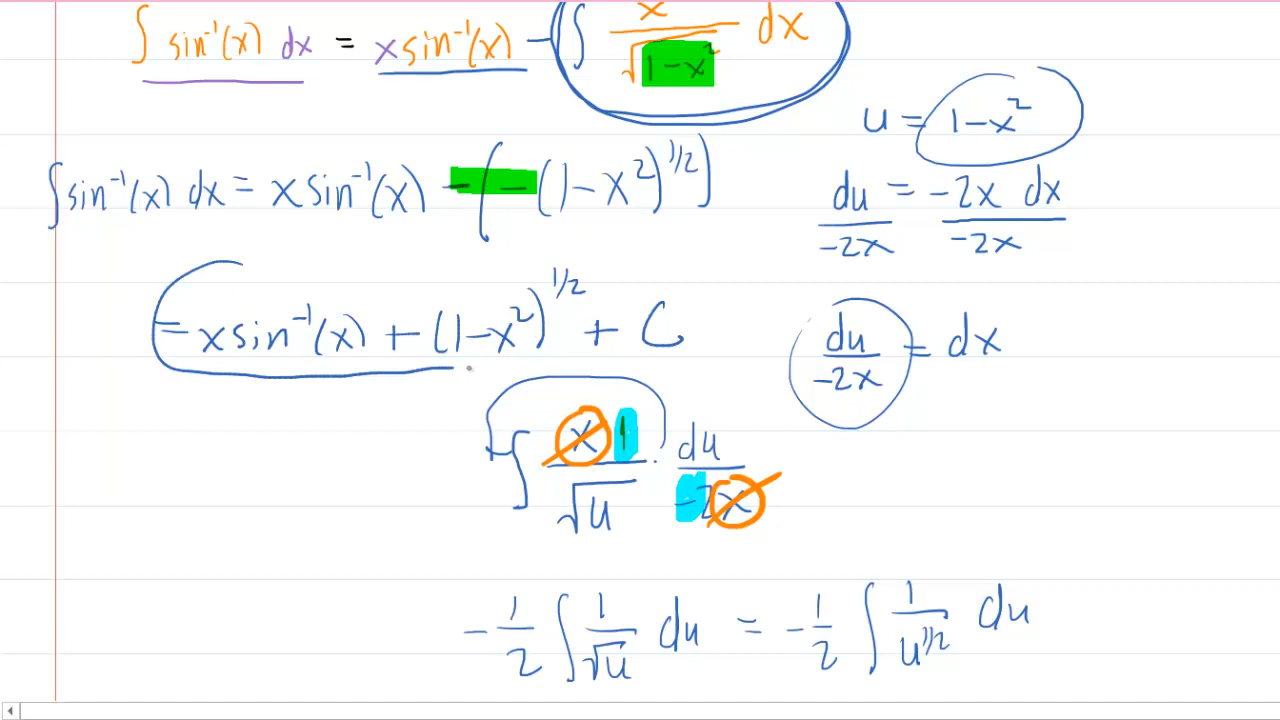 ∫ sin⁻¹(x) dx = x sin⁻¹(x) − ∫ x/√(1−x²) dx
u = 1−x²
∫ sin⁻¹(x) dx = x sin⁻¹(x) − (−(1−x²)^(1/2))
du/−2x = −2x dx/−2x
= x sin⁻¹(x) + (1−x²)^(1/2) + C
du/−2x = dx
∫ x 1/√u · du/−2x
−1/2 ∫ 1/√u du = −1/2 ∫ 1/u^(1/2) du